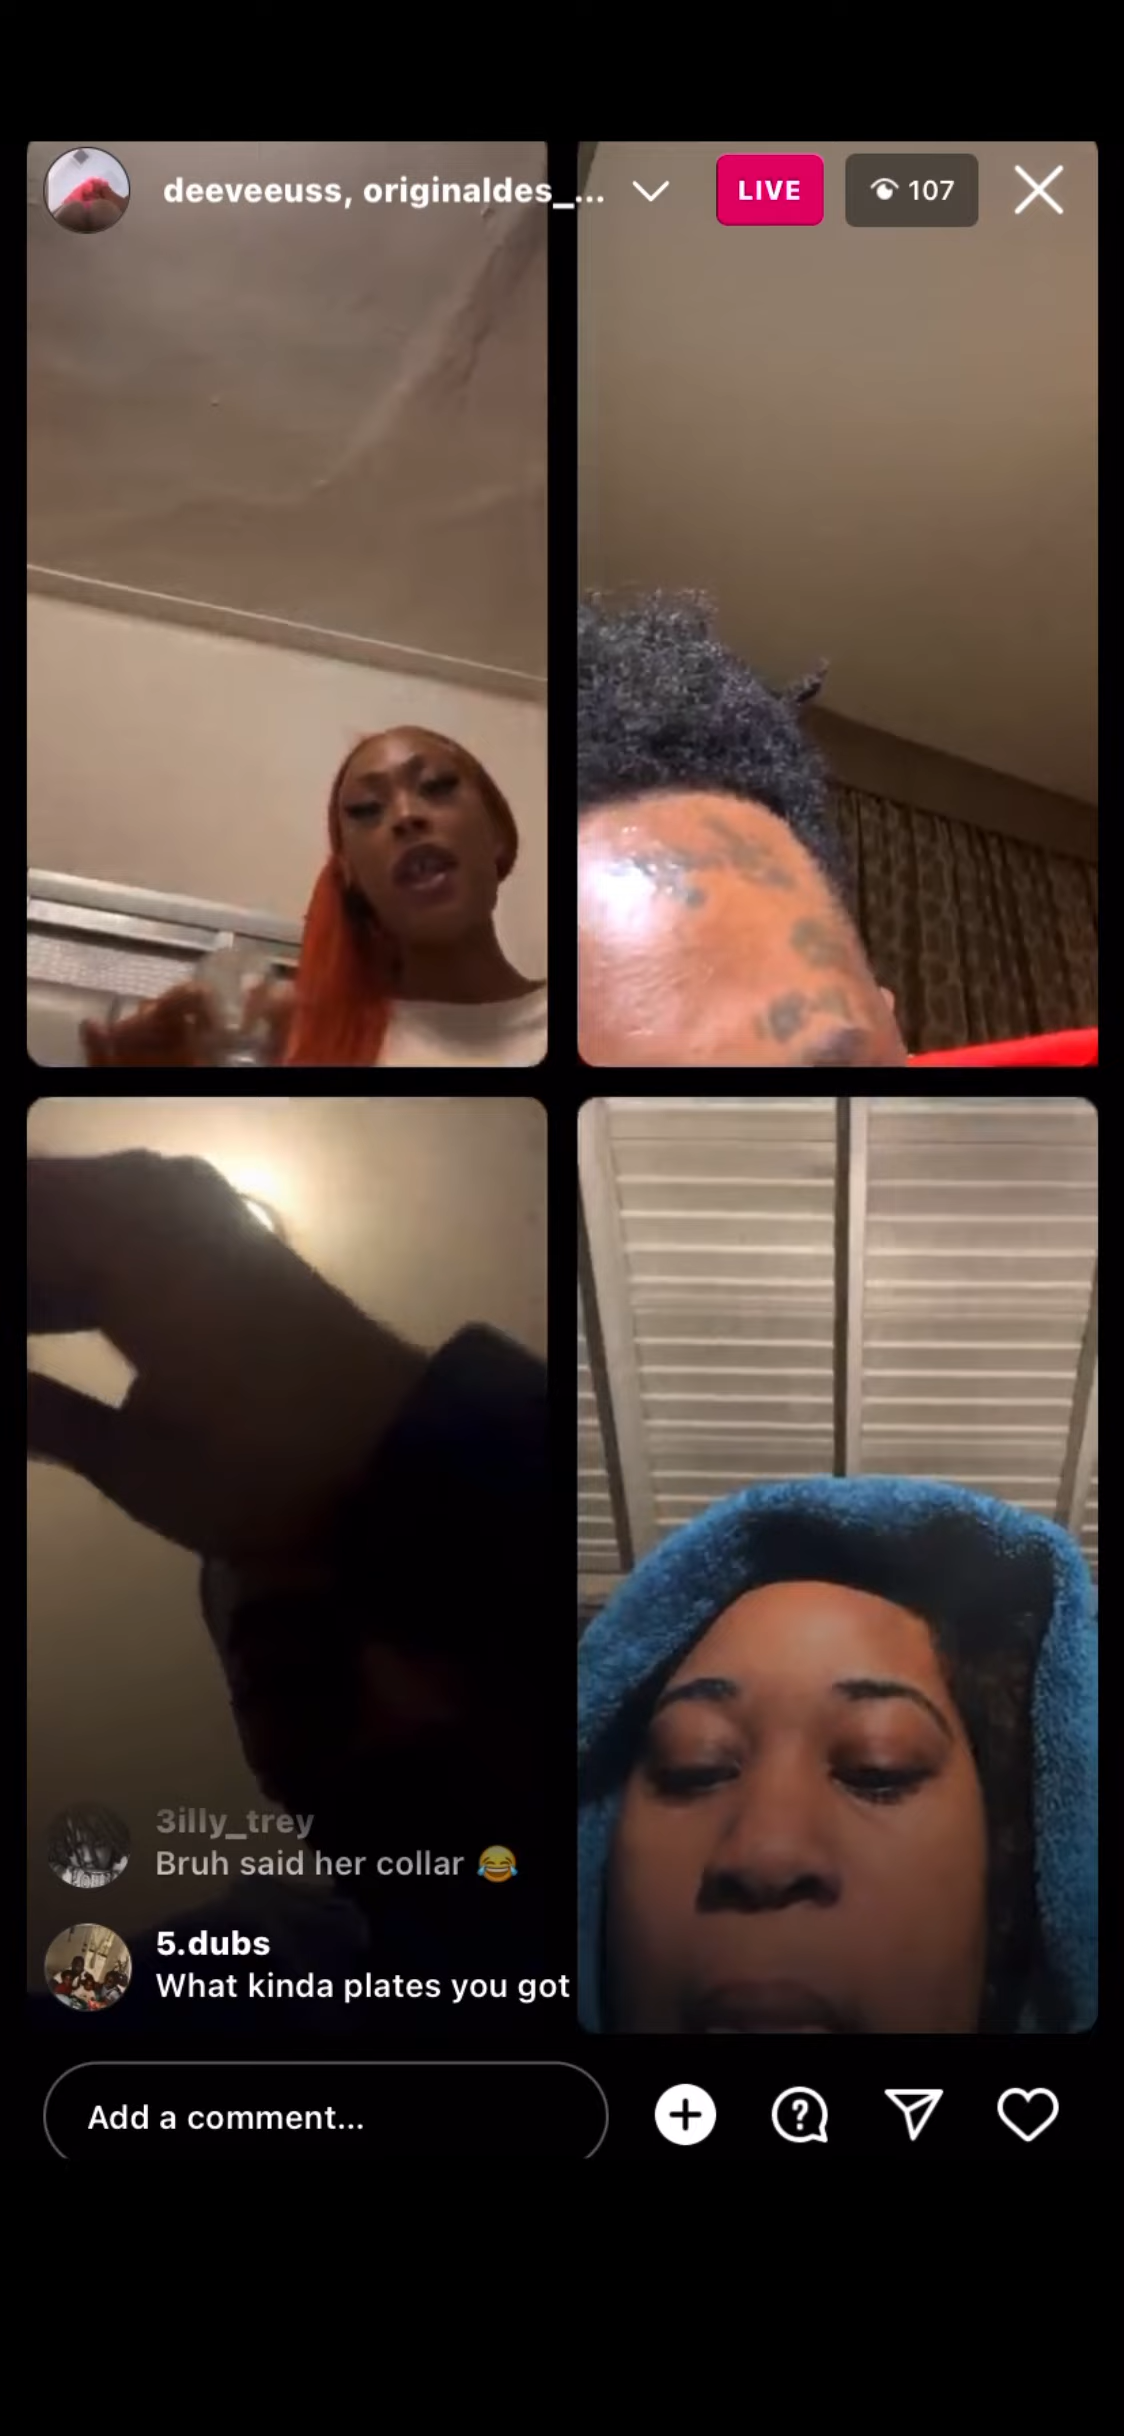 deeveeuss, originaldes_...
LIVE
107
3illy_trey
Bruh said her collar 😂
5.dubs
What kinda plates you got
Add a comment...